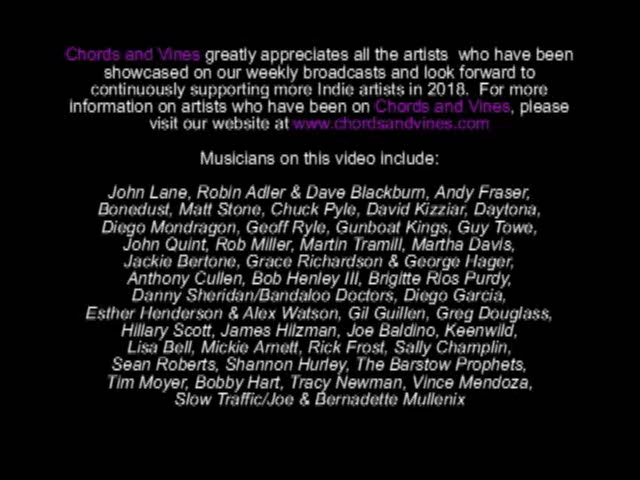 Chords and Vines greatly appreciates all the artists who have been
showcased on our weekly broadcasts and look forward to
continuously supporting more Indie artists in 2018. For more
information on artists who have been on Chords and Vines, please
visit our website at www.chordsandvines.com
Musicians on this video include:
John Lane, Robin Adler & Dave Blackburn, Andy Fraser,
Bonedust, Matt Stone, Chuck Pyle, David Kizziar, Daytona,
Diego Mondragon, Geoff Ryle, Gunboat Kings, Guy Towe,
John Quint, Rob Miller, Martin Tramill, Martha Davis,
Jackie Bertone, Grace Richardson & George Hager,
Anthony Cullen, Bob Henley III, Brigitte Rios Purdy,
Danny Sheridan/Bandaloo Doctors, Diego Garcia,
Esther Henderson & Alex Watson, Gil Guillen, Greg Douglass,
Hillary Scott, James Hilzman, Joe Baldino, Keenwild,
Lisa Bell, Mickie Arnett, Rick Frost, Sally Champlin,
Sean Roberts, Shannon Hurley, The Barstow Prophets,
Tim Moyer, Bobby Hart, Tracy Newman, Vince Mendoza,
Slow Traffic/Joe & Bernadette Mullenix